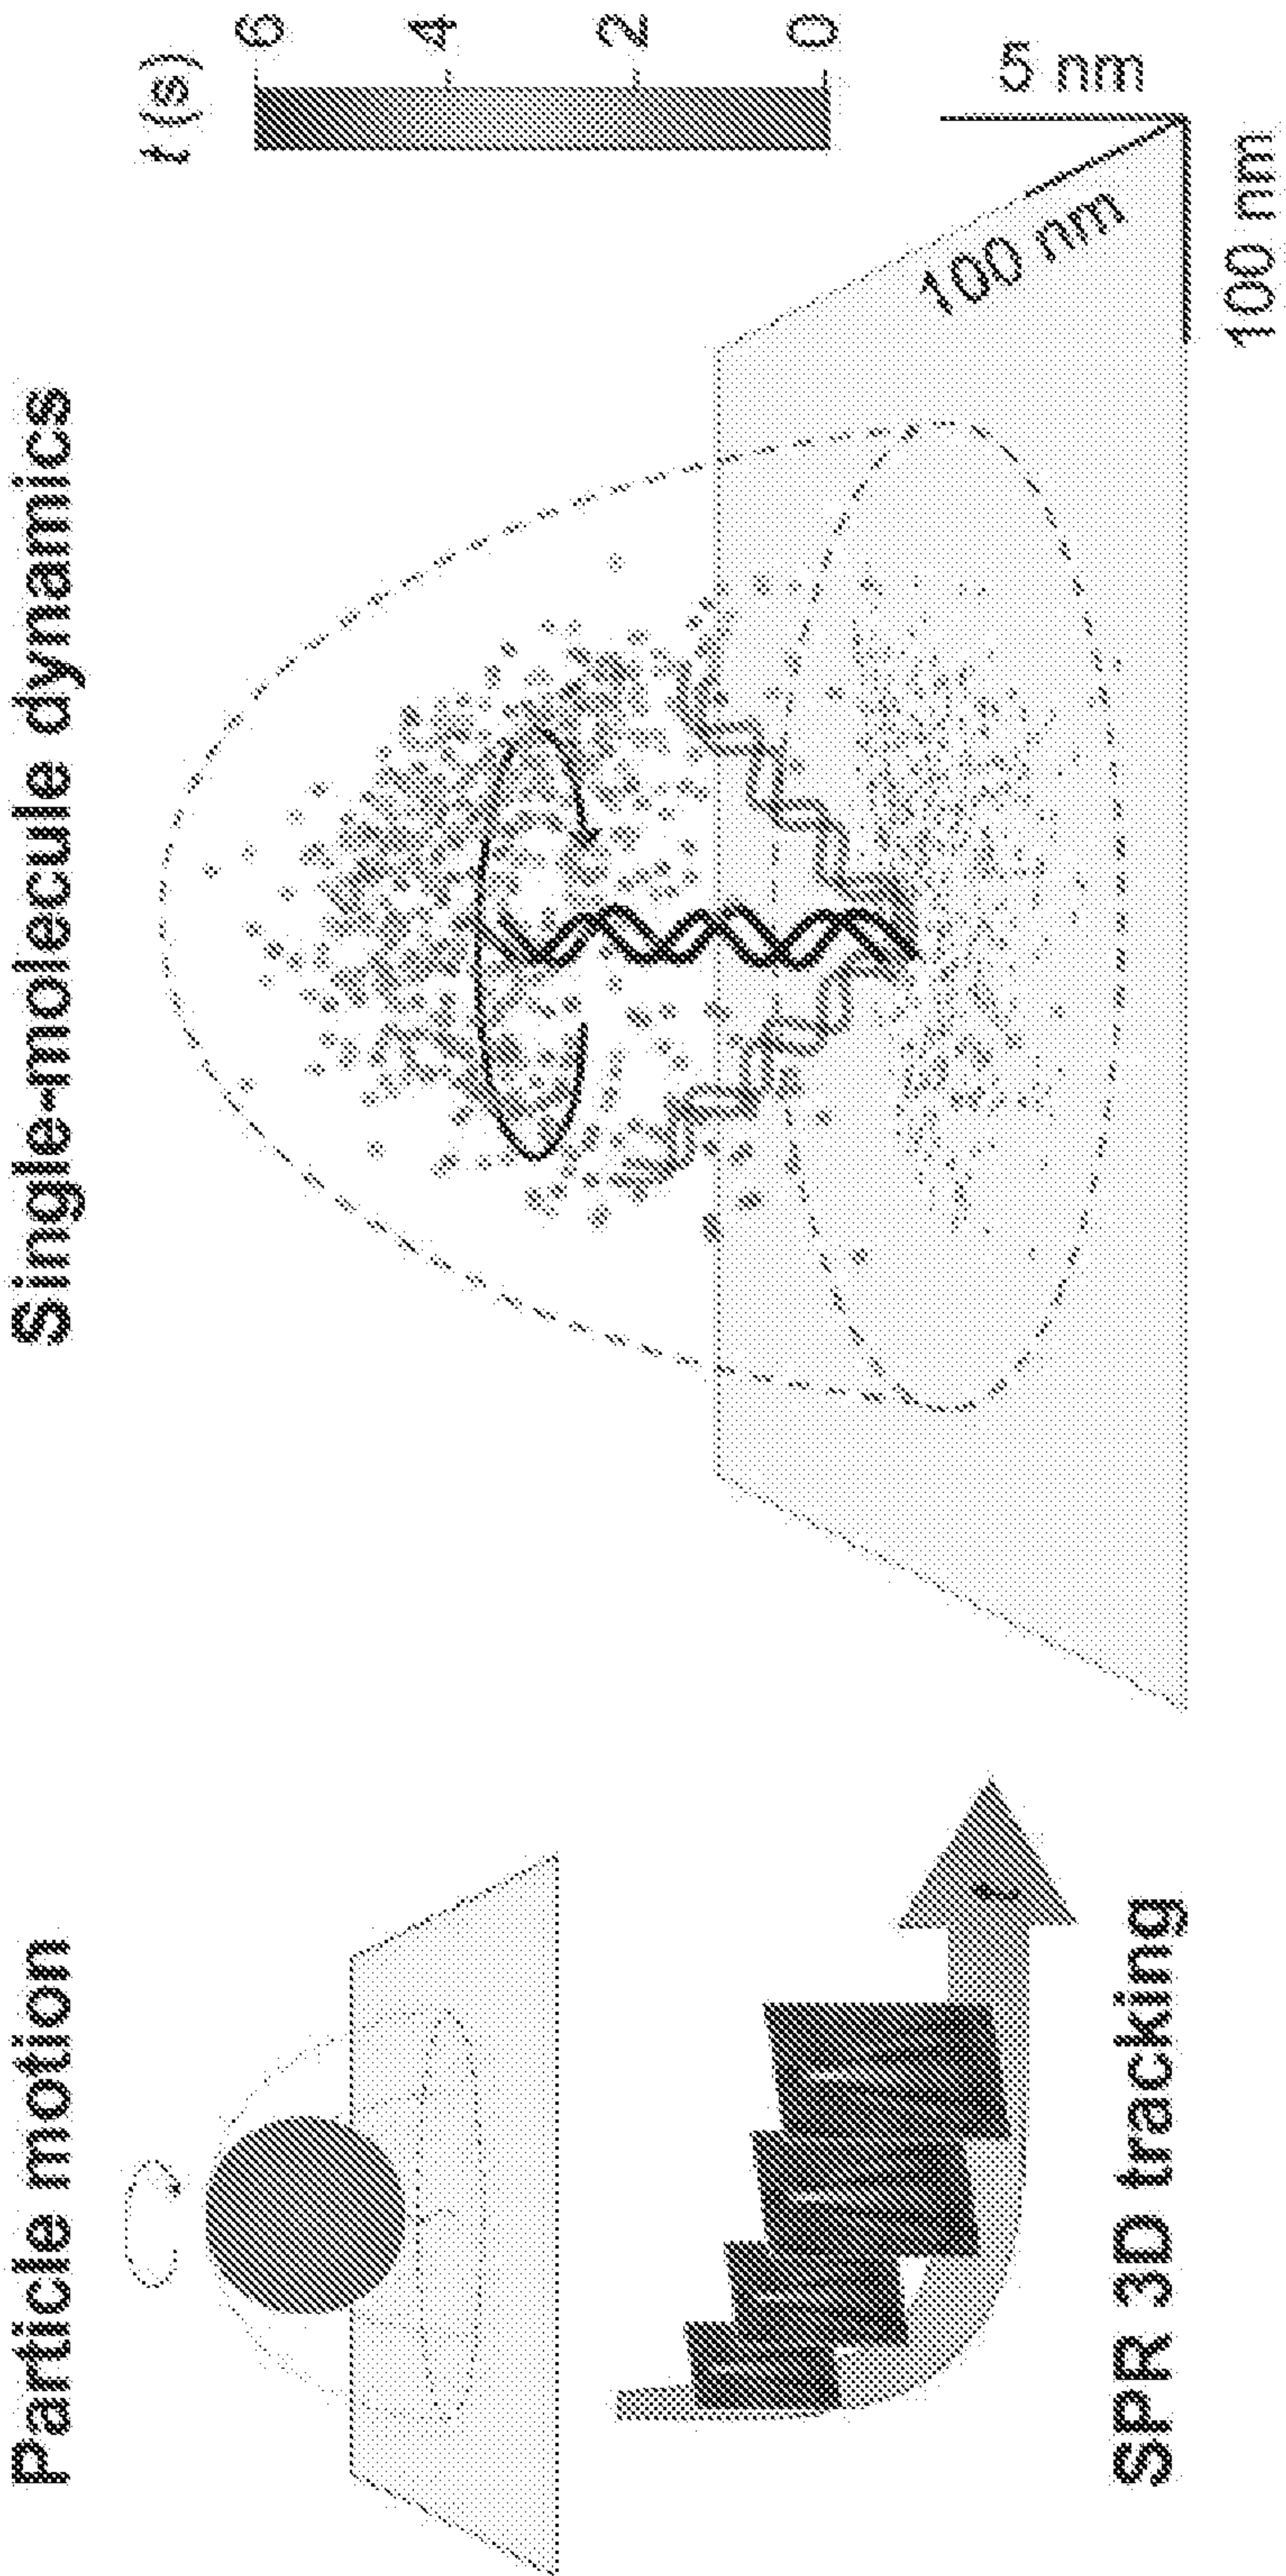 Particle motion
SPR 3D tracking
t
Single-molecule dynamics
t (s)
6
4
2
0
5 nm
100 nm
100 nm